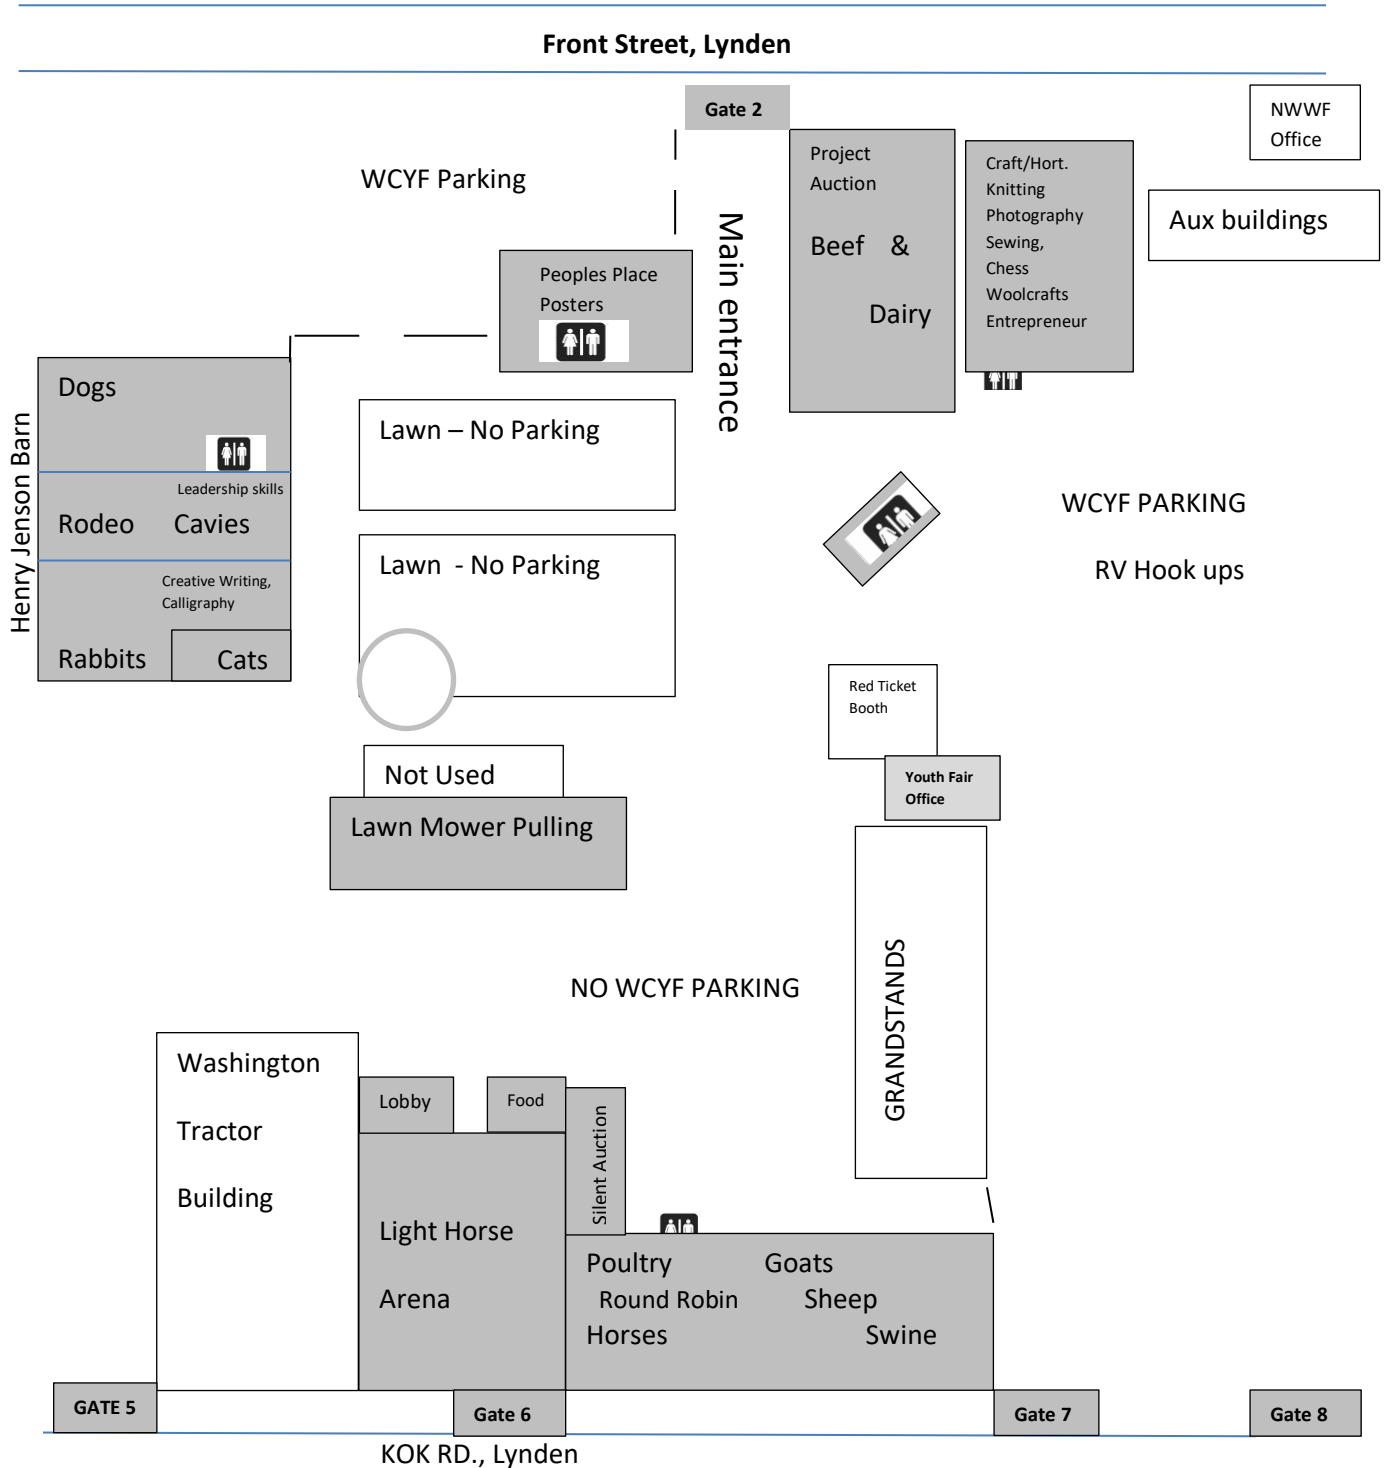 Front Street, Lynden
Gate 2
NWWF
Office
WCYF Parking
Main entrance
Project
Auction
Beef &
Dairy
Craft/Hort.
Knitting
Photography
Sewing,
Chess
Woolcrafts
Entrepreneur
Aux buildings
Peoples Place
Posters
Henry Jenson Barn
Dogs
Leadership skills
Rodeo Cavies
Creative Writing,
Calligraphy
Rabbits Cats
Lawn – No Parking
Lawn - No Parking
WCYF PARKING
RV Hook ups
Red Ticket
Booth
Youth Fair
Office
Not Used
Lawn Mower Pulling
GRANDSTANDS
NO WCYF PARKING
Washington
Tractor
Building
Lobby
Food
Silent Auction
Light Horse
Arena
Poultry Goats
Round Robin Sheep
Horses Swine
GATE 5
Gate 6
Gate 7
Gate 8
KOK RD., Lynden